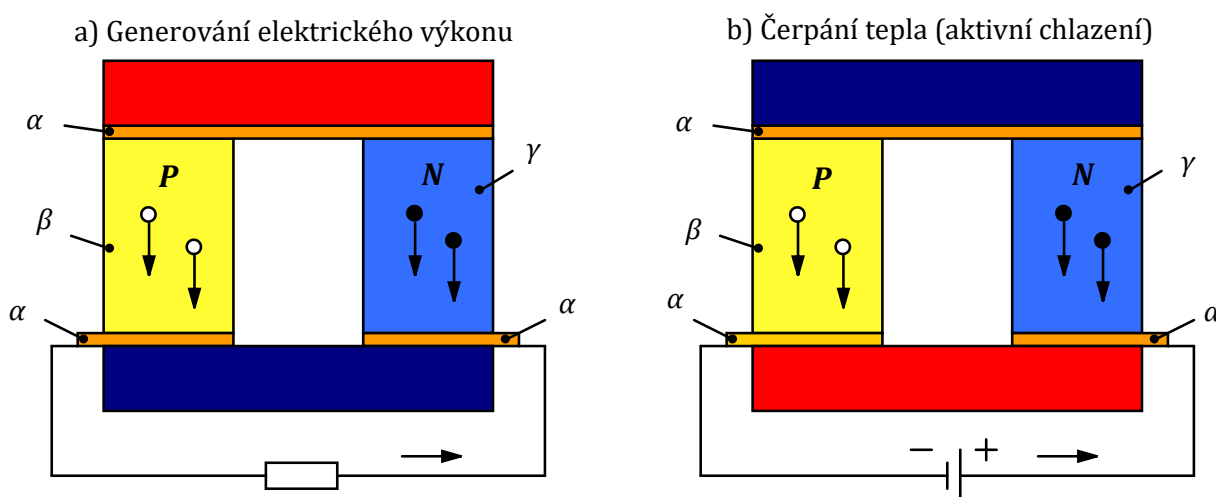 a) Generování elektrického výkonu
α
P
N
γ
β
α
α
b) Čerpání tepla (aktivní chlazení)
α
P
N
γ
β
α
α
− +